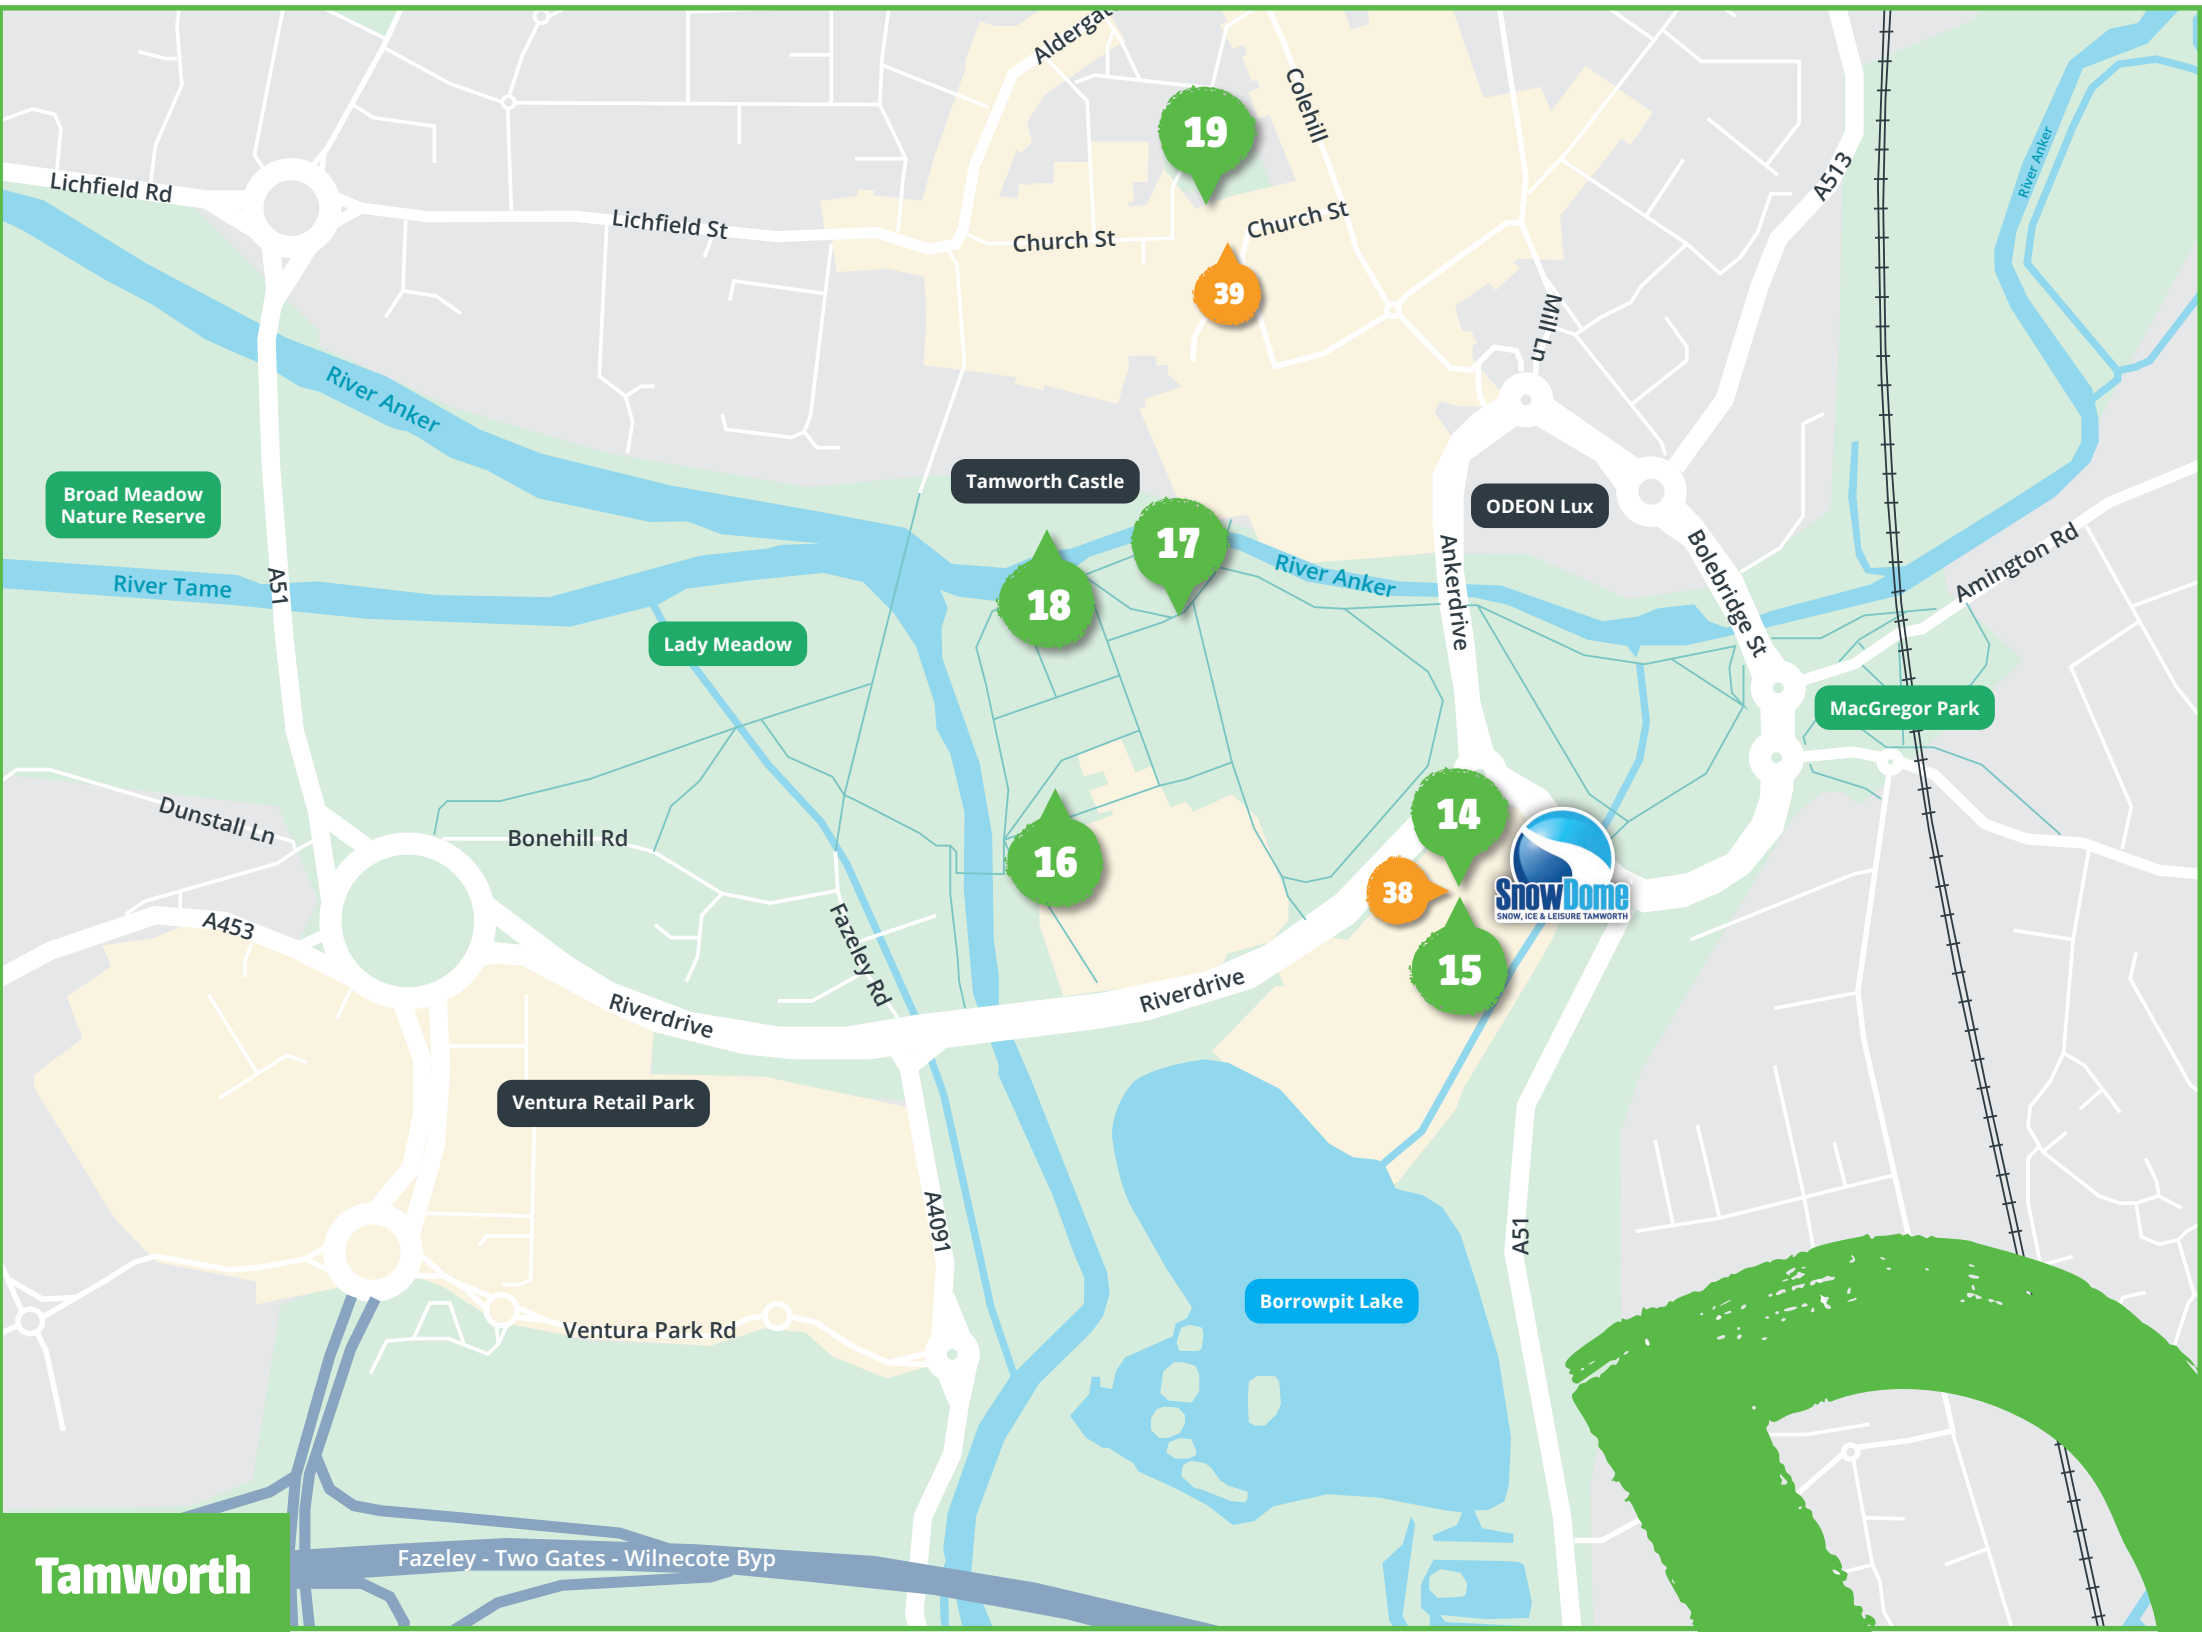 Aldergat
Colehill
19
A513
River Anker
Lichfield Rd
Lichfield St
Church St
Church St
39
Mill Ln
River Anker
Tamworth Castle
Broad Meadow
Nature Reserve
ODEON Lux
17
River Anker
Ankerdrive
Bolebridge St
Amington Rd
A51
River Tame
18
Lady Meadow
MacGregor Park
Dunstall Ln
Bonehill Rd
14
16
38
SnowDome
SNOW, ICE & LEISURE TAMWORTH
A453
Fazeley Rd
15
Riverdrive
Riverdrive
Ventura Retail Park
A4091
A51
Borrowpit Lake
Ventura Park Rd
Fazeley - Two Gates - Wilnecote Byp
Tamworth